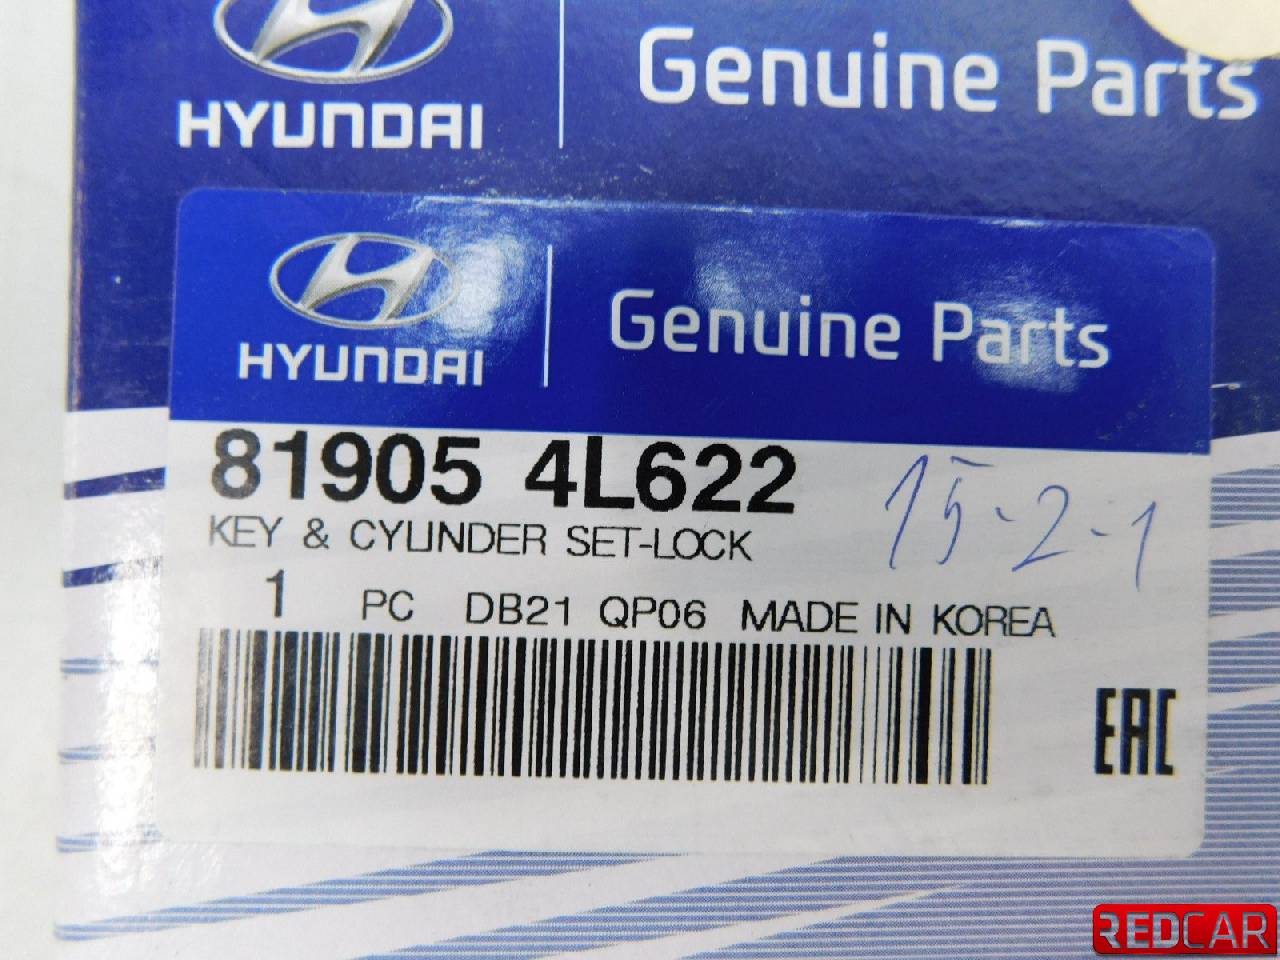 HYUNDAI
Genuine Parts
HYUNDAI
Genuine Parts
81905 4L622
15-2-1
KEY & CYLINDER SET-LOCK
1 PC DB21 QP06 MADE IN KOREA
EAC
REDCAR